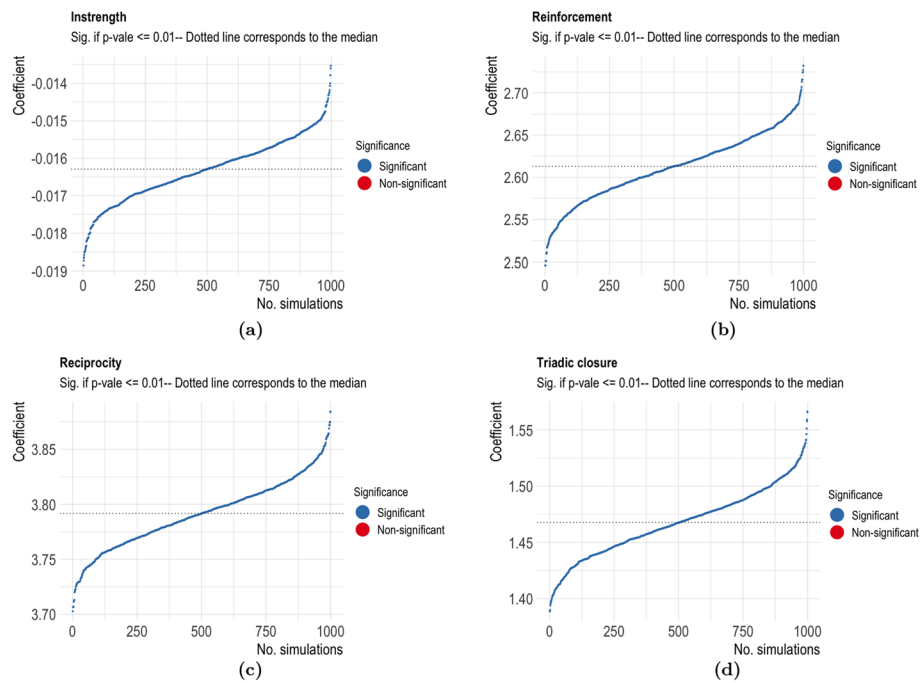 Instrength
Sig. if p-vale <= 0.01-- Dotted line corresponds to the median
Coefficient
-0.014
-0.015
-0.016
-0.017
-0.018
-0.019
0 250 500 750 1000
No. simulations
Significance
Significant
Non-significant
(a)
Reinforcement
Sig. if p-vale <= 0.01-- Dotted line corresponds to the median
Coefficient
2.70
2.65
2.60
2.55
2.50
0 250 500 750 1000
No. simulations
Significance
Significant
Non-significant
(b)
Reciprocity
Sig. if p-vale <= 0.01-- Dotted line corresponds to the median
Coefficient
3.85
3.80
3.75
3.70
0 250 500 750 1000
No. simulations
Significance
Significant
Non-significant
(c)
Triadic closure
Sig. if p-vale <= 0.01-- Dotted line corresponds to the median
Coefficient
1.55
1.50
1.45
1.40
0 250 500 750 1000
No. simulations
Significance
Significant
Non-significant
(d)